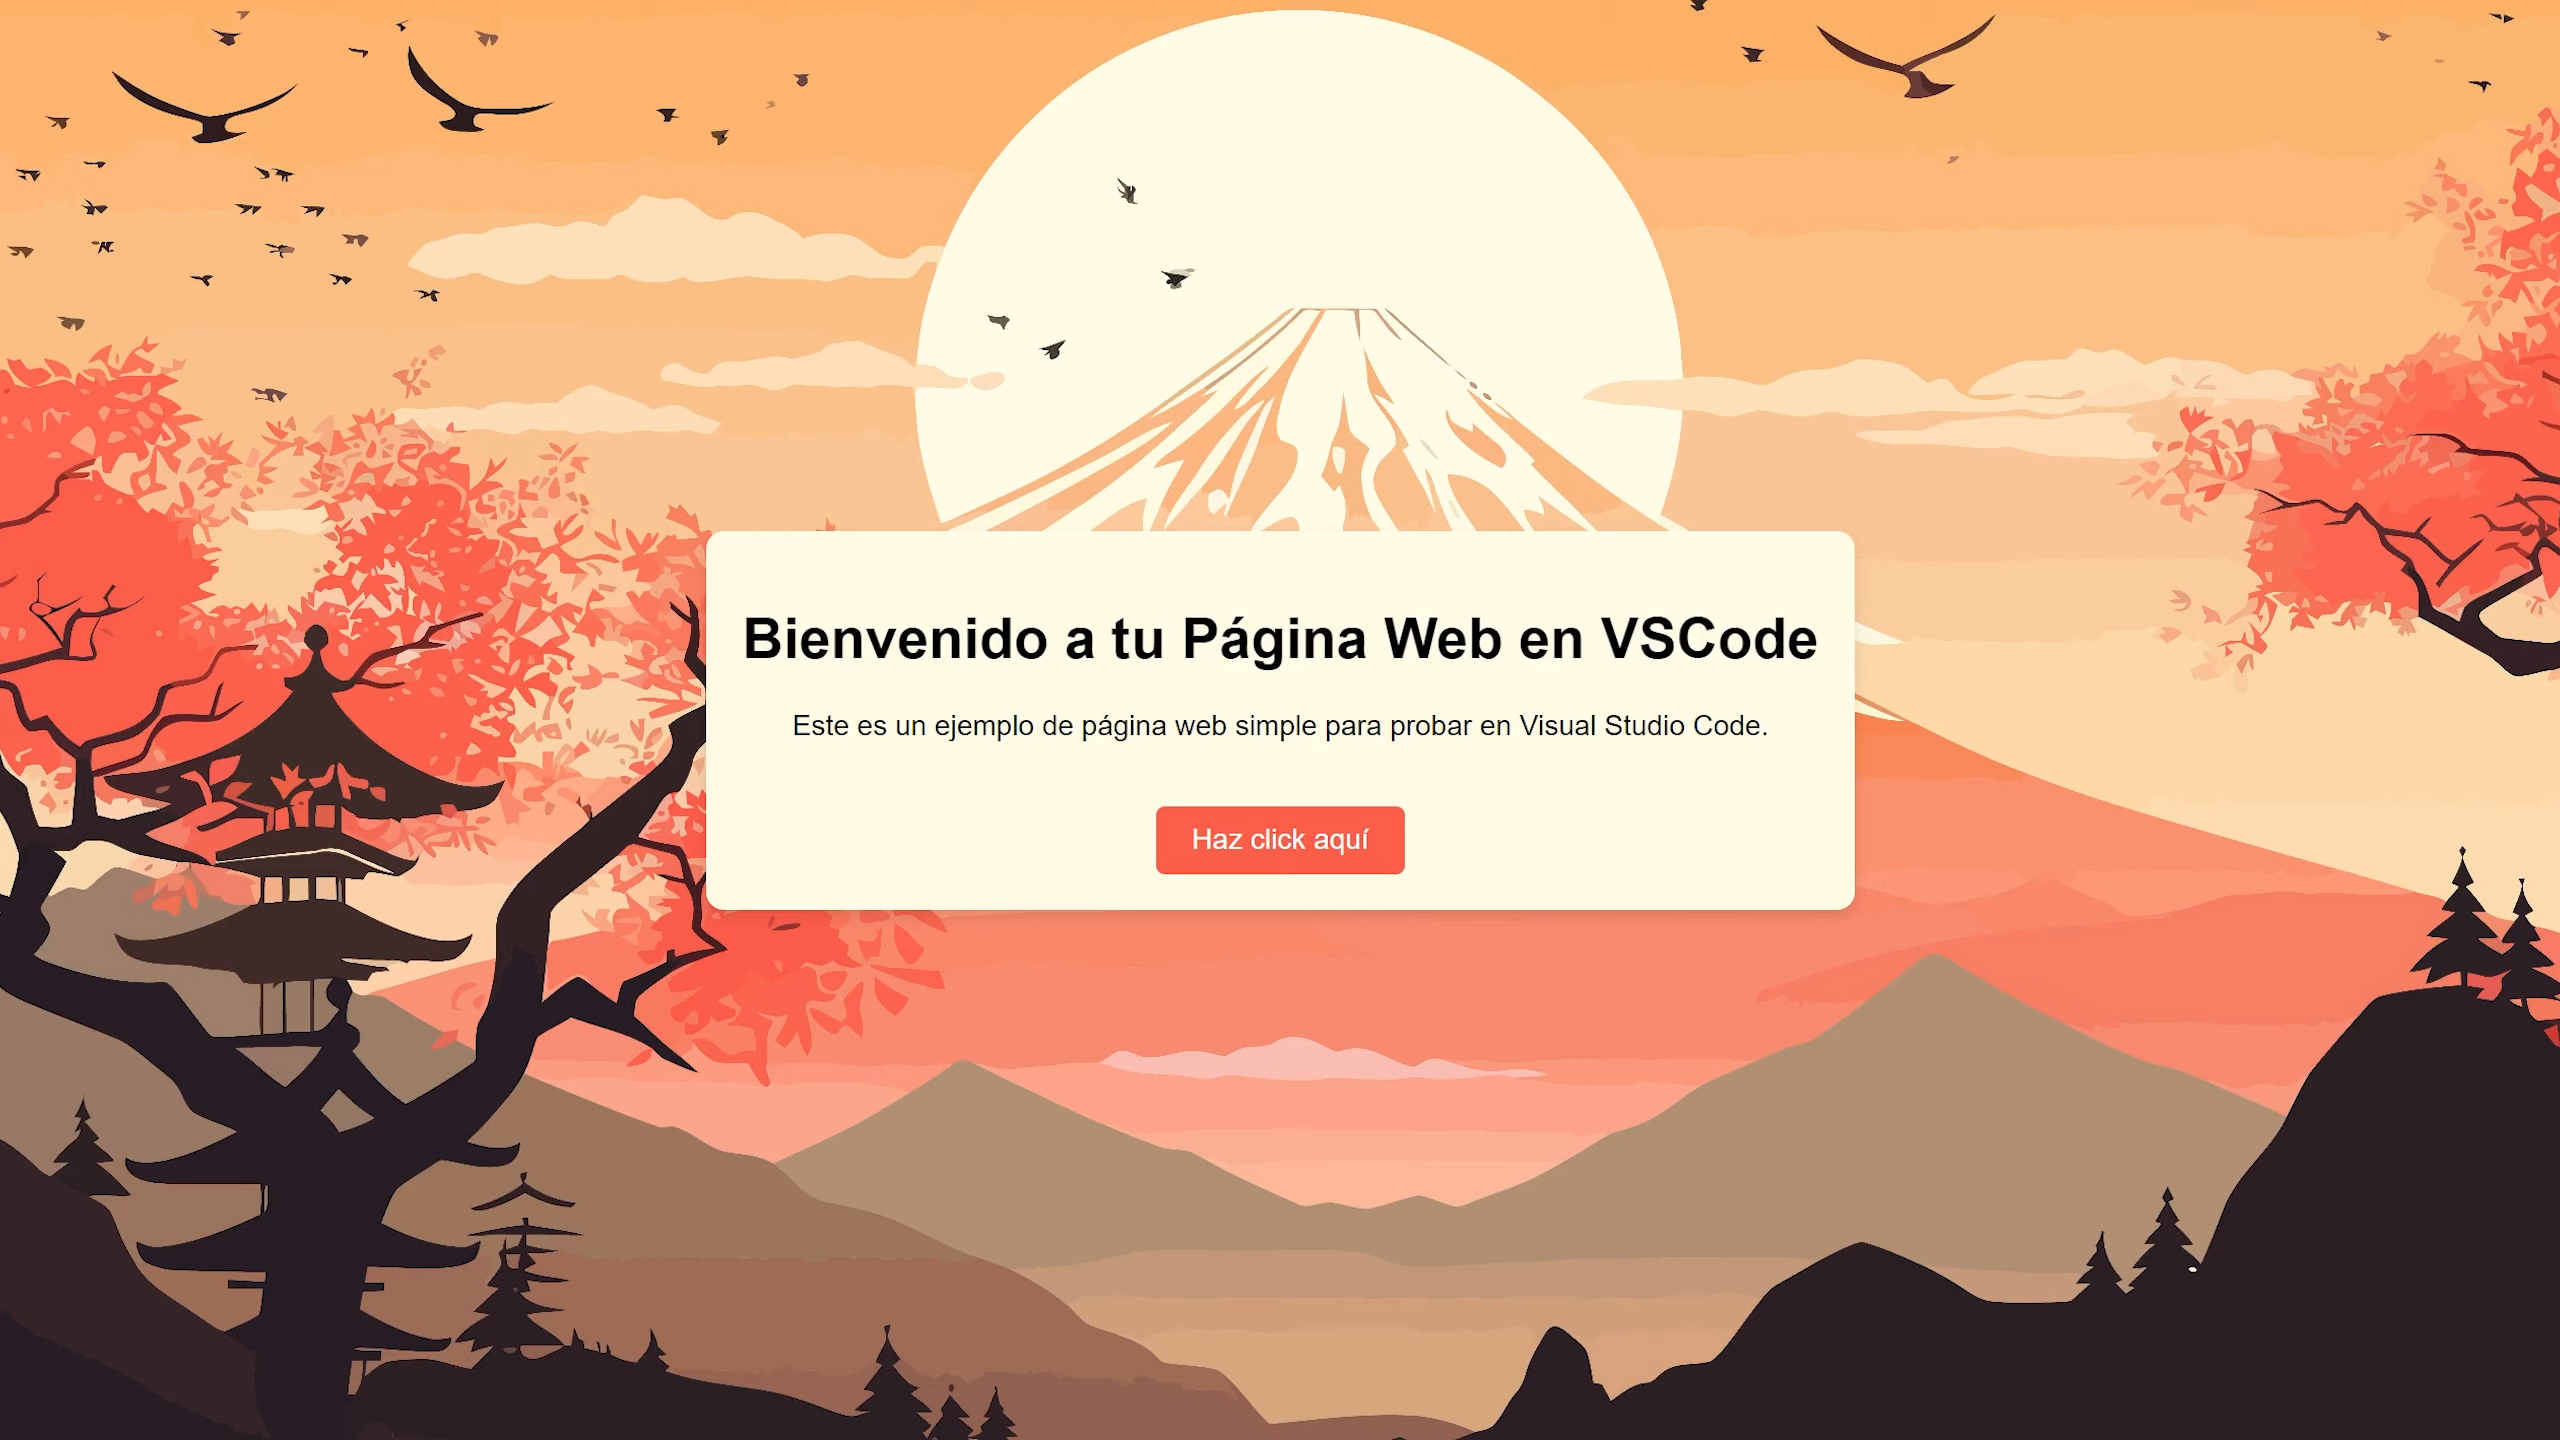 Bienvenido a tu Página Web en VSCode
Este es un ejemplo de página web simple para probar en Visual Studio Code.
Haz click aquí